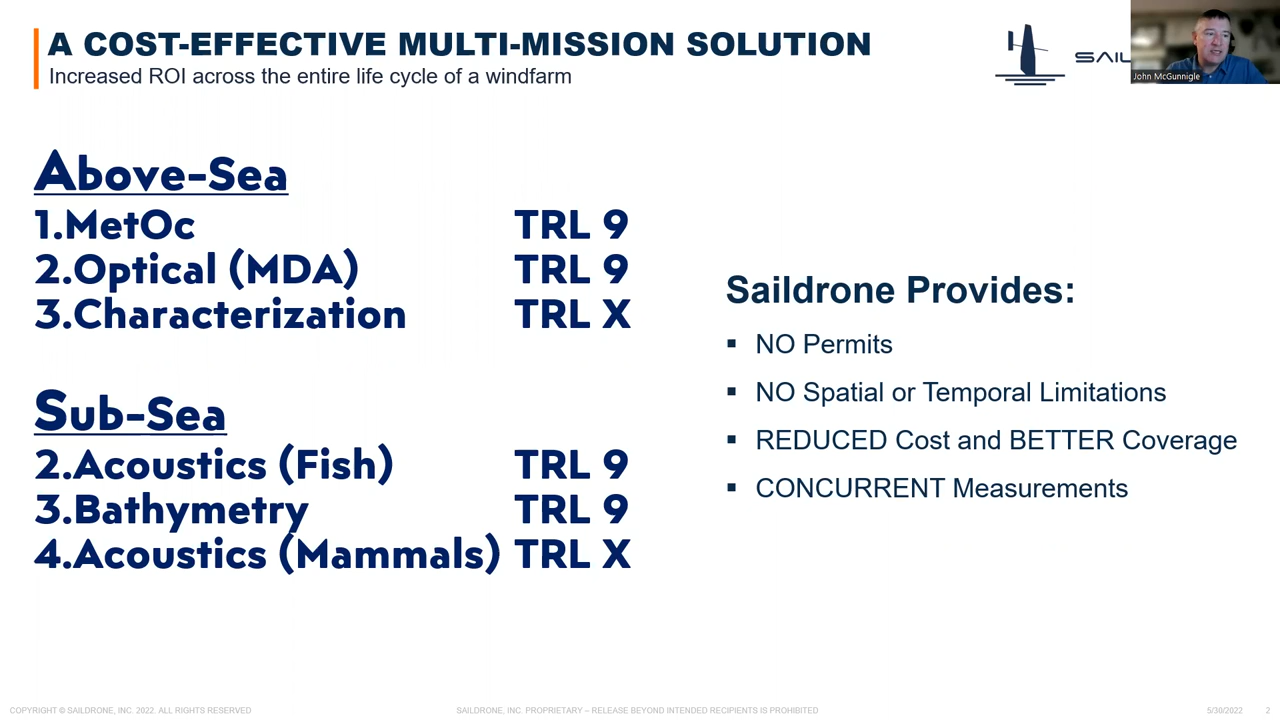 A COST-EFFECTIVE MULTI-MISSION SOLUTION
Increased ROI across the entire life cycle of a windfarm
John McGunnigle
Above-Sea
1.MetOc TRL 9
2.Optical (MDA) TRL 9
3.Characterization TRL X
Sub-Sea
2.Acoustics (Fish) TRL 9
3.Bathymetry TRL 9
4.Acoustics (Mammals) TRL X
Saildrone Provides:
▪ NO Permits
▪ NO Spatial or Temporal Limitations
▪ REDUCED Cost and BETTER Coverage
▪ CONCURRENT Measurements
COPYRIGHT © SAILDRONE, INC. 2022. ALL RIGHTS RESERVED
SAILDRONE, INC. PROPRIETARY – RELEASE BEYOND INTENDED RECIPIENTS IS PROHIBITED
5/30/2022 2